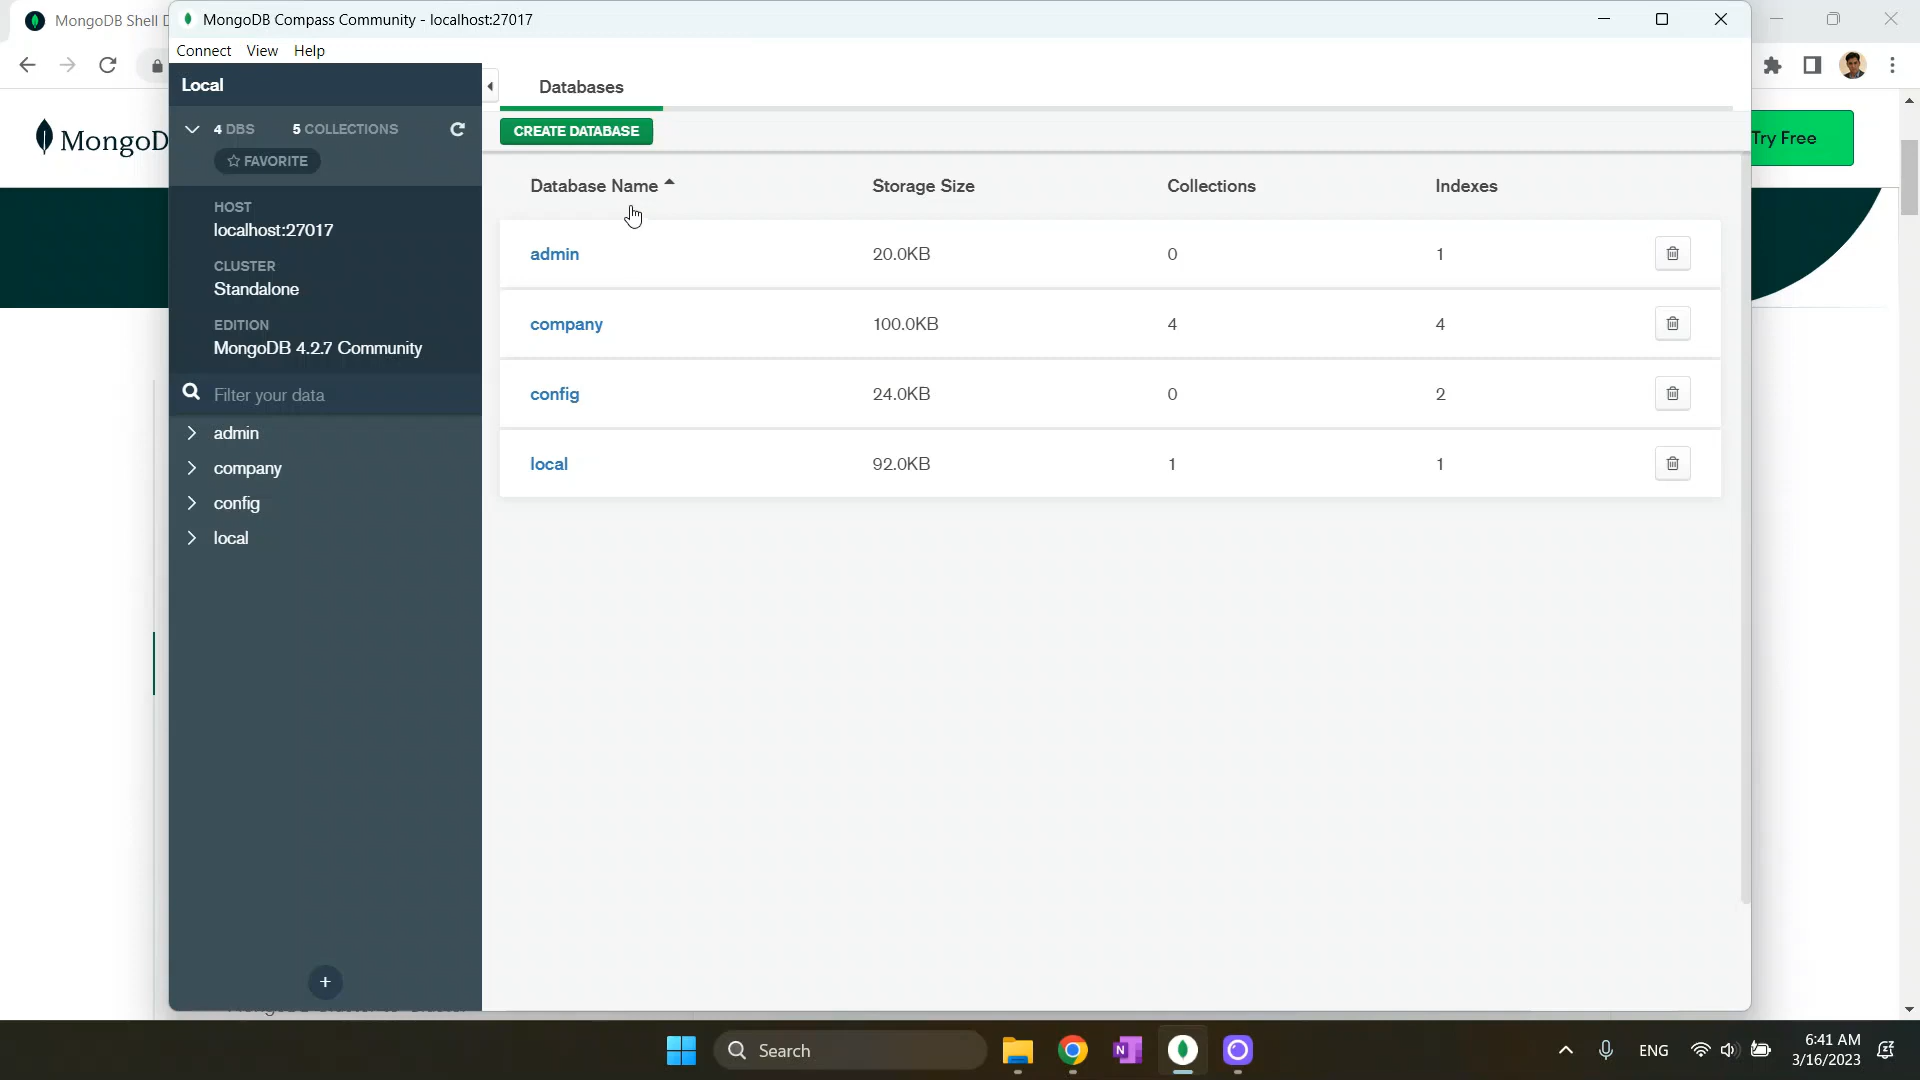 MongoDB Shell D
MongoDB Compass Community - localhost:27017
Connect View Help
Local
Databases
4 DBS 5 COLLECTIONS
CREATE DATABASE
MongoD
Try Free
FAVORITE
Database Name Storage Size Collections Indexes
HOST
localhost:27017
admin 20.0KB 0 1
CLUSTER
Standalone
EDITION
company 100.0KB 4 4
MongoDB 4.2.7 Community
Filter your data
config 24.0KB 0 2
admin
local 92.0KB 1 1
company
config
local
+
Search
N
ENG
6:41 AM
3/16/2023